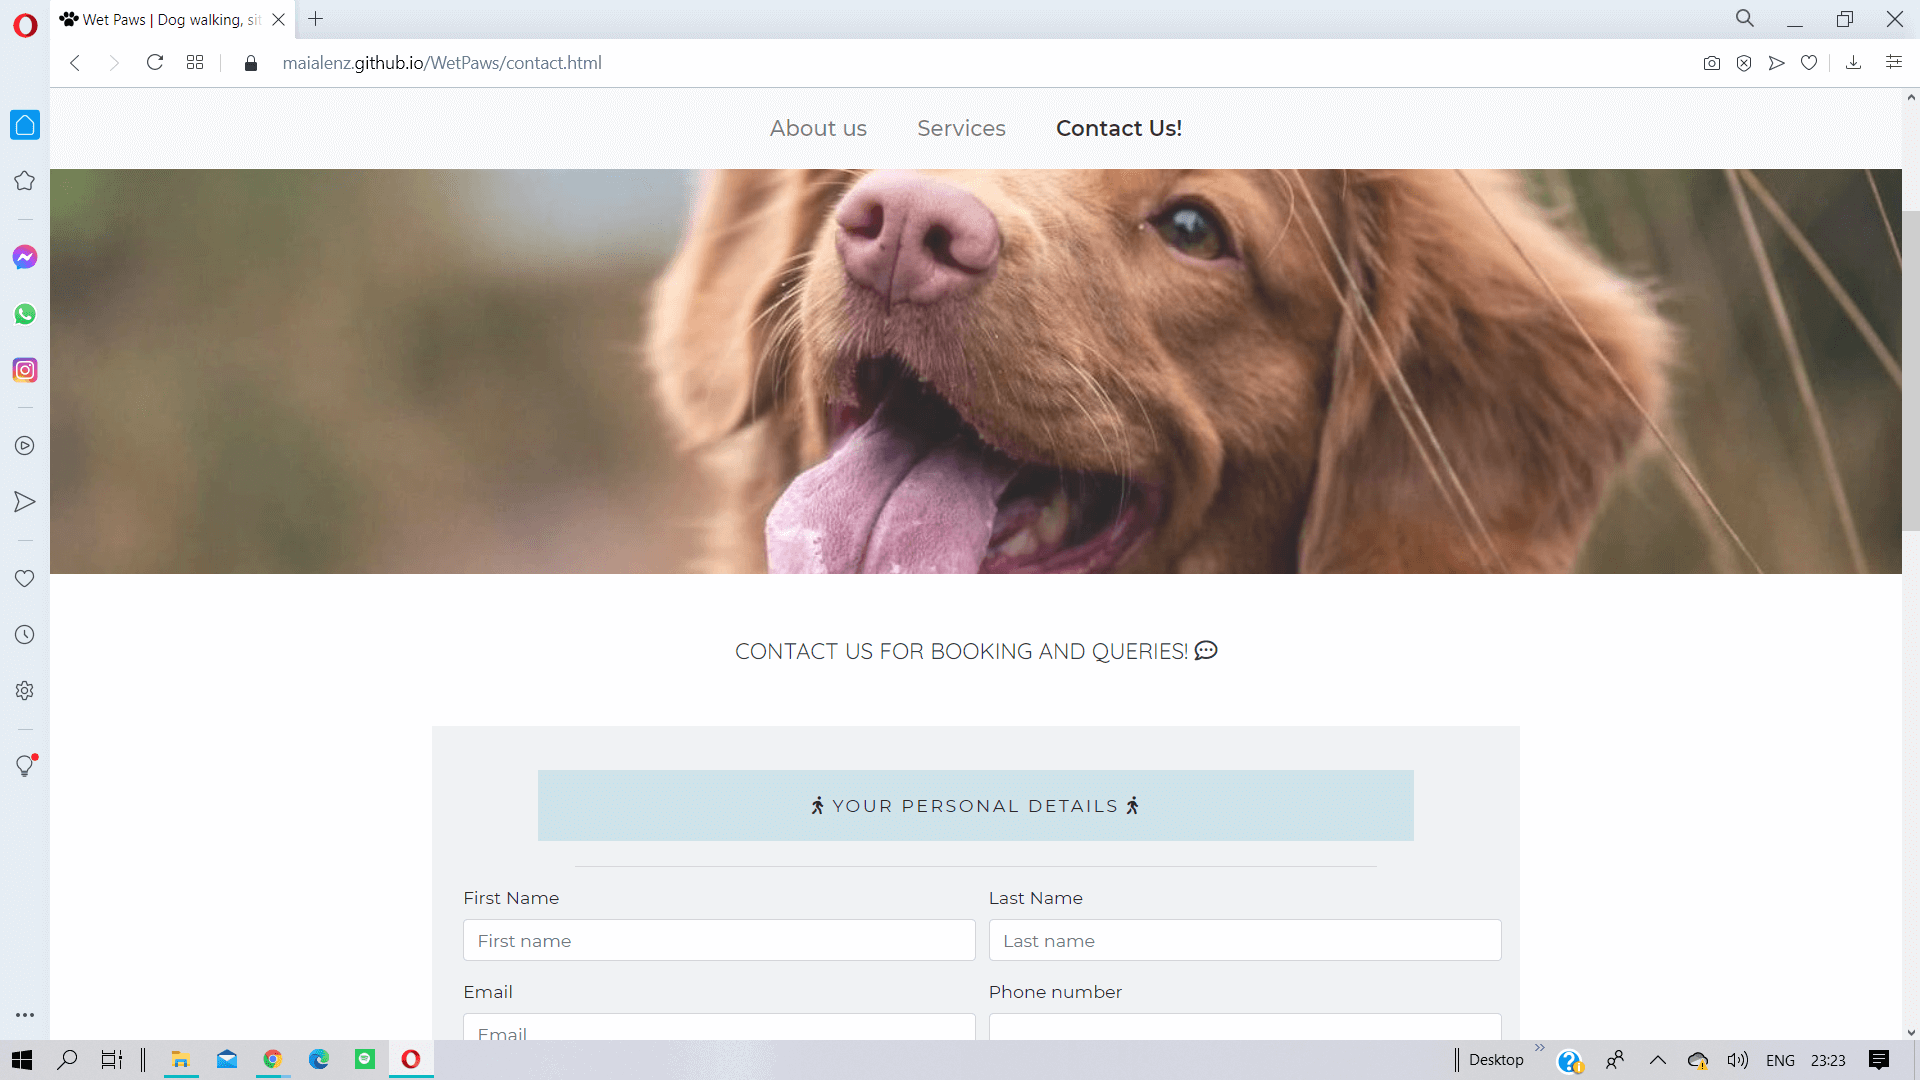 Wet Paws | Dog walking, sit
maialenz.github.io/WetPaws/contact.html
About us
Services
Contact Us!
CONTACT US FOR BOOKING AND QUERIES!
YOUR PERSONAL DETAILS
First Name
Last Name
First name
Last name
Email
Phone number
Email
Desktop
ENG
23:23